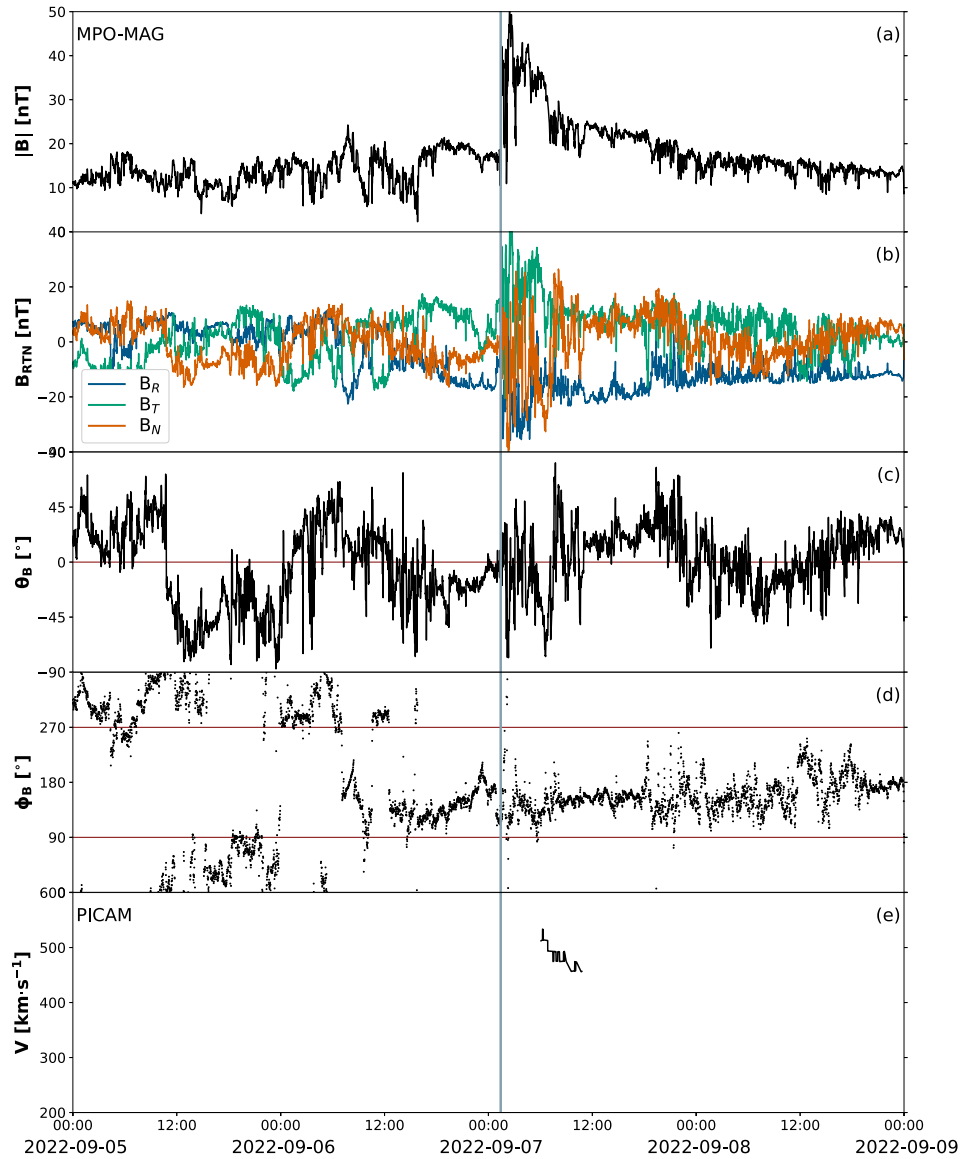 50
MPO-MAG
(a)
40
30
20
10
|B| [nT]
0
40
(b)
20
0
−20
−40
B_RTN [nT]
B_R
B_T
B_N
90
(c)
45
0
−45
−90
θ_B [°]
(d)
270
180
90
0
ϕ_B [°]
600
PICAM
(e)
500
400
300
200
V [km·s⁻¹]
00:00 12:00 00:00 12:00 00:00 12:00 00:00 12:00 00:00
2022-09-05 2022-09-06 2022-09-07 2022-09-08 2022-09-09